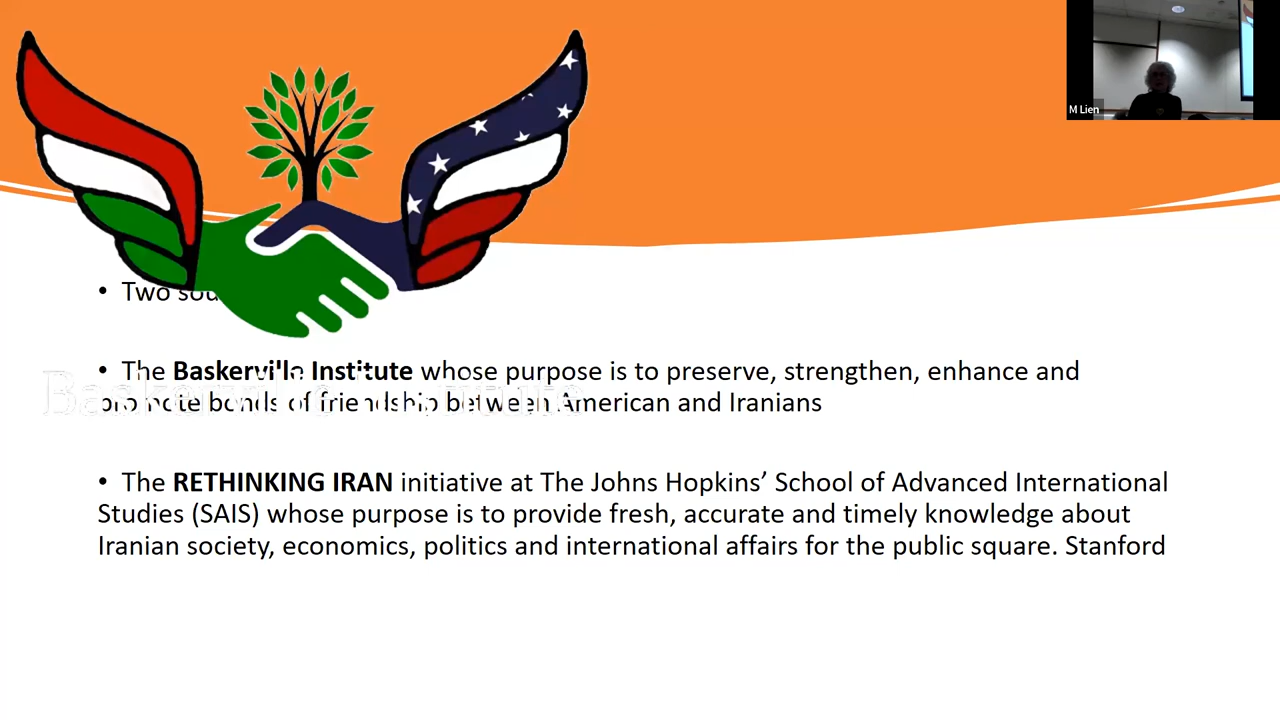 M Lien
• Two
• The Baskerville Institute whose purpose is to preserve, strengthen, enhance and
promote bonds of friendship between American and Iranians
Baskerville Institute
• The RETHINKING IRAN initiative at The Johns Hopkins’ School of Advanced International
Studies (SAIS) whose purpose is to provide fresh, accurate and timely knowledge about
Iranian society, economics, politics and international affairs for the public square. Stanford